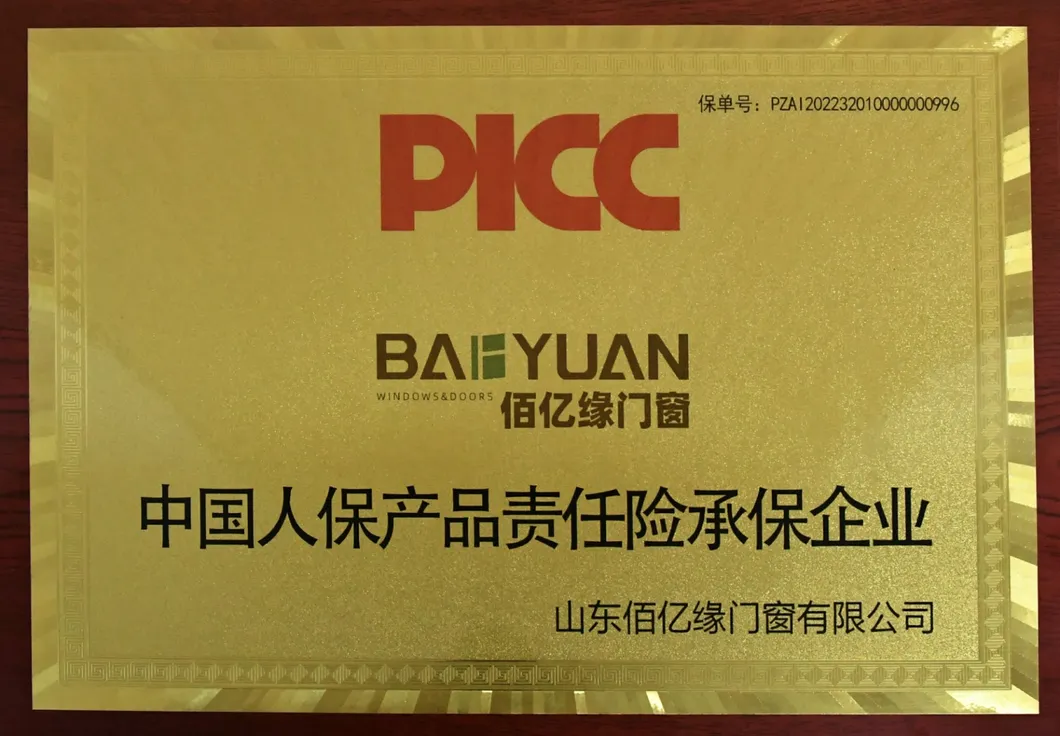 保单号：PZAI202232010000000996
PICC
BAIYUAN
WINDOWS&DOORS
佰亿缘门窗
中国人保产品责任险承保企业
山东佰亿缘门窗有限公司